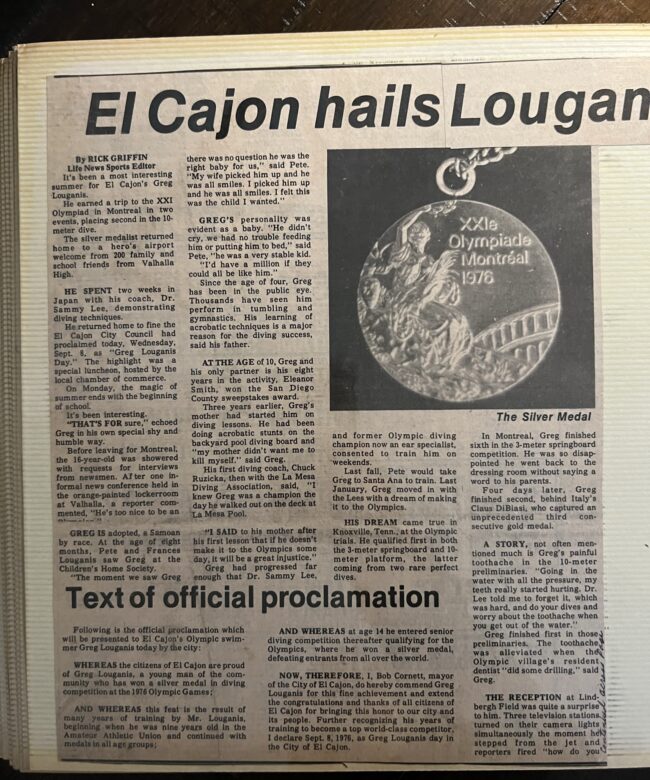 El Cajon hails Lougan
By RICK GRIFFIN
Life News Sports Editor
It's been a most interesting
summer for El Cajon's Greg
Louganis.
He earned a trip to the XXI
Olympiad in Montreal in two
events, placing second in the 10-
meter dive.
The silver medalist returned
home to a hero's airport
welcome from 200 family and
school friends from Valhalla
High.
HE SPENT two weeks in
Japan with his coach, Dr.
Sammy Lee, demonstrating
diving techniques.
He returned home to fine the
El Cajon City Council had
proclaimed today, Wednesday,
Sept. 8, as "Greg Louganis
Day." The highlight was a
special luncheon, hosted by the
local chamber of commerce.
On Monday, the magic of
summer ends with the beginning
of school.
It's been interesting.
"THAT'S FOR sure," echoed
Greg in his own special shy and
humble way.
Before leaving for Montreal,
the 16-year-old was showered
with requests for interviews
from newsmen. After one in-
formal news conference held in
the orange-painted lockerroom
at Valhalla, a reporter com-
mented, "He's too nice to be an
GREG IS adopted, a Samoan
by race. At the age of eight
months, Pete and Frances
Louganis saw Greg at the
Children's Home Society.
"The moment we saw Greg
there was no question he was the
right baby for us," said Pete.
"My wife picked him up and he
was all smiles. I picked him up
and he was all smiles. I felt this
was the child I wanted."
GREG'S personality was
evident as a baby. "He didn't
cry, we had no trouble feeding
him or putting him to bed," said
Pete, "he was a very stable kid.
"I'd have a million if they
could all be like him."
Since the age of four, Greg
has been in the public eye.
Thousands have seen him
perform in tumbling and
gymnastics. His learning of
acrobatic techniques is a major
reason for the diving success,
said his father.
AT THE AGE of 10, Greg and
his only partner is his eight
years in the activity, Eleanor
Smith, won the San Diego
County sweepstakes award.
Three years earlier, Greg's
mother had started him on
diving lessons. He had been
doing acrobatic stunts on the
backyard pool diving board and
"my mother didn't want me to
kill myself." said Greg.
His first diving coach, Chuck
Ruzicka, then with the La Mesa
Diving Association, said, "I
knew Greg was a champion the
day he walked out on the deck at
La Mesa Pool.
"I SAID to his mother after
his first lesson that if he doesn't
make it to the Olympics some
day, it will be a great injustice."
Greg had progressed far
enough that Dr. Sammy Lee,
XXIe
Olympiade
Montréal
1976
The Silver Medal
and former Olympic diving
champion now an ear specialist,
consented to train him on
weekends.
Last fall, Pete would take
Greg to Santa Ana to train. Last
January, Greg moved in with
the Lees with a dream of making
it to the Olympics.
HIS DREAM came true in
Knoxville, Tenn., at the Olympic
trials. He qualified first in both
the 3-meter springboard and 10-
meter platform, the latter
coming from two rare perfect
dives.
In Montreal, Greg finished
sixth in the 3-meter springboard
competition. He was so disap-
pointed he went back to the
dressing room without saying a
word to his parents.
Four days later, Greg
finished second, behind Italy's
Claus DiBiasi, who captured an
unprecedented third con-
secutive gold medal.
A STORY, not often men-
tioned much is Greg's painful
toothache in the 10-meter
preliminaries. "Going in the
water with all the pressure, my
teeth really started hurting. Dr.
Lee told me to forget it, which
was hard, and do your dives and
worry about the toothache when
you get out of the water."
Greg finished first in those
preliminaries. The toothache
was alleviated when the
Olympic village's resident
dentist "did some drilling," said
Greg.
THE RECEPTION at Lind-
bergh Field was quite a surprise
to him. Three television stations
turned on their camera lights
simultaneously the moment he
stepped from the jet and
reporters fired "how do you
Text of official proclamation
Following is the official proclamation which
will be presented to El Cajon's Olympic swim-
mer Greg Louganis today by the city:
WHEREAS the citizens of El Cajon are proud
of Greg Louganis, a young man of the com-
munity who has won a silver medal in diving
competition at the 1976 Olympic Games;
AND WHEREAS this feat is the result of
many years of training by Mr. Louganis,
beginning when he was nine years old in the
Amateur Athletic Union and continued with
medals in all age groups;
AND WHEREAS at age 14 he entered senior
diving competition thereafter qualifying for the
Olympics, where he won a silver medal,
defeating entrants from all over the world.
NOW, THEREFORE, I, Bob Cornett, mayor
of the City of El Cajon, do hereby commend Greg
Louganis for this fine achievement and extend
the congratulations and thanks of all citizens of
El Cajon for bringing this honor to our city and
its people. Further recognizing his years of
training to become a top world-class competitor,
I declare Sept. 8, 1976, as Greg Louganis day in
the City of El Cajon.